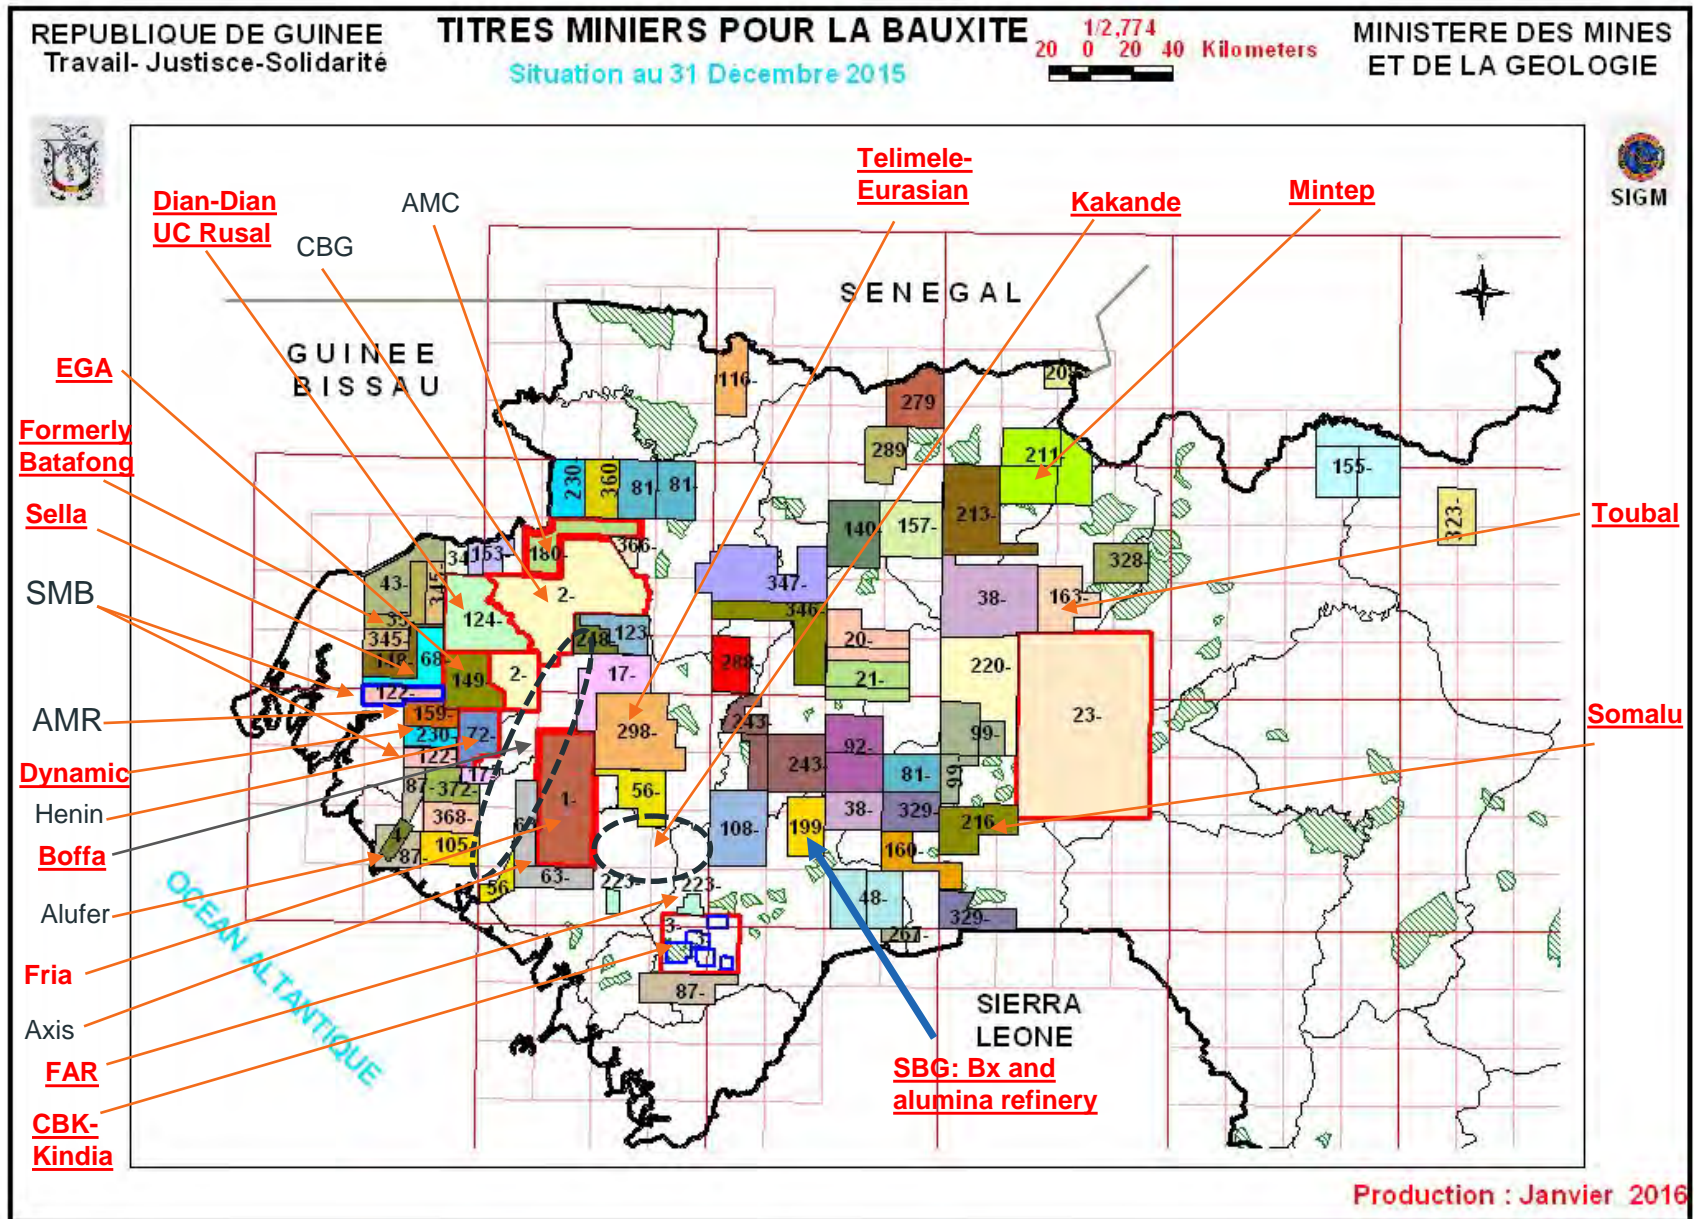 REPUBLIQUE DE GUINEE
Travail- Justisce-Solidarité
TITRES MINIERS POUR LA BAUXITE
Situation au 31 Décembre 2015
1/2,774
20 0 20 40 Kilometers
MINISTERE DES MINES
ET DE LA GEOLOGIE
SIGM
Dian-Dian
UC Rusal
AMC
CBG
Telimele-
Eurasian
Kakande
Mintep
SENEGAL
GUINEE
BISSAU
EGA
Formerly
Batafong
Sella
SMB
AMR
Dynamic
Henin
Boffa
Alufer
Fria
Axis
FAR
CBK-
Kindia
Toubal
Somalu
SBG: Bx and
alumina refinery
SIERRA
LEONE
OCEAN ALTANTIQUE
116-
279
289
211-
155-
323-
230
360
81-
81-
140
157-
213-
328-
34
153-
180-
366-
43-
345-
2-
347-
38-
163-
124-
346-
345-
68-
248
123
20-
288
21-
220-
149
2-
17-
122-
159-
230-
72-
298-
243-
243-
92-
99-
99-
23-
122-
17-
87-
372-
1-
56-
81-
38-
329-
368-
105-
87-
108-
199
216-
160-
56
63-
223-
223-
48-
329-
267-
3-
87-
Production : Janvier 2016